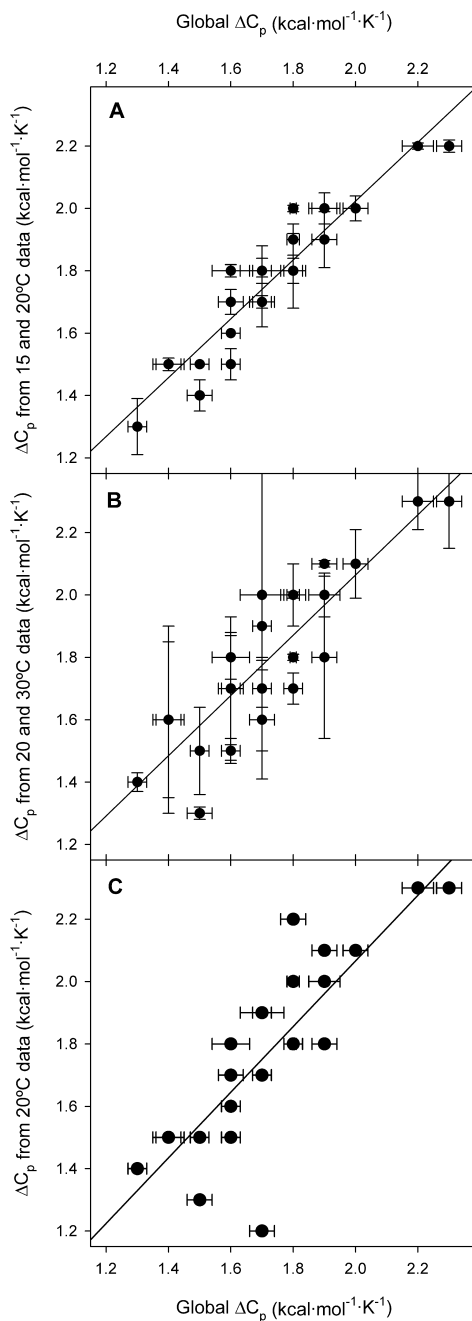 Global ΔCp (kcal·mol⁻¹·K⁻¹)
1.2 1.4 1.6 1.8 2.0 2.2
A
ΔCp from 15 and 20ºC data (kcal·mol⁻¹·K⁻¹)
2.2
2.0
1.8
1.6
1.4
1.2
B
ΔCp from 20 and 30ºC data (kcal·mol⁻¹·K⁻¹)
2.2
2.0
1.8
1.6
1.4
1.2
C
ΔCp from 20ºC data (kcal·mol⁻¹·K⁻¹)
2.2
2.0
1.8
1.6
1.4
1.2
1.2 1.4 1.6 1.8 2.0 2.2
Global ΔCp (kcal·mol⁻¹·K⁻¹)